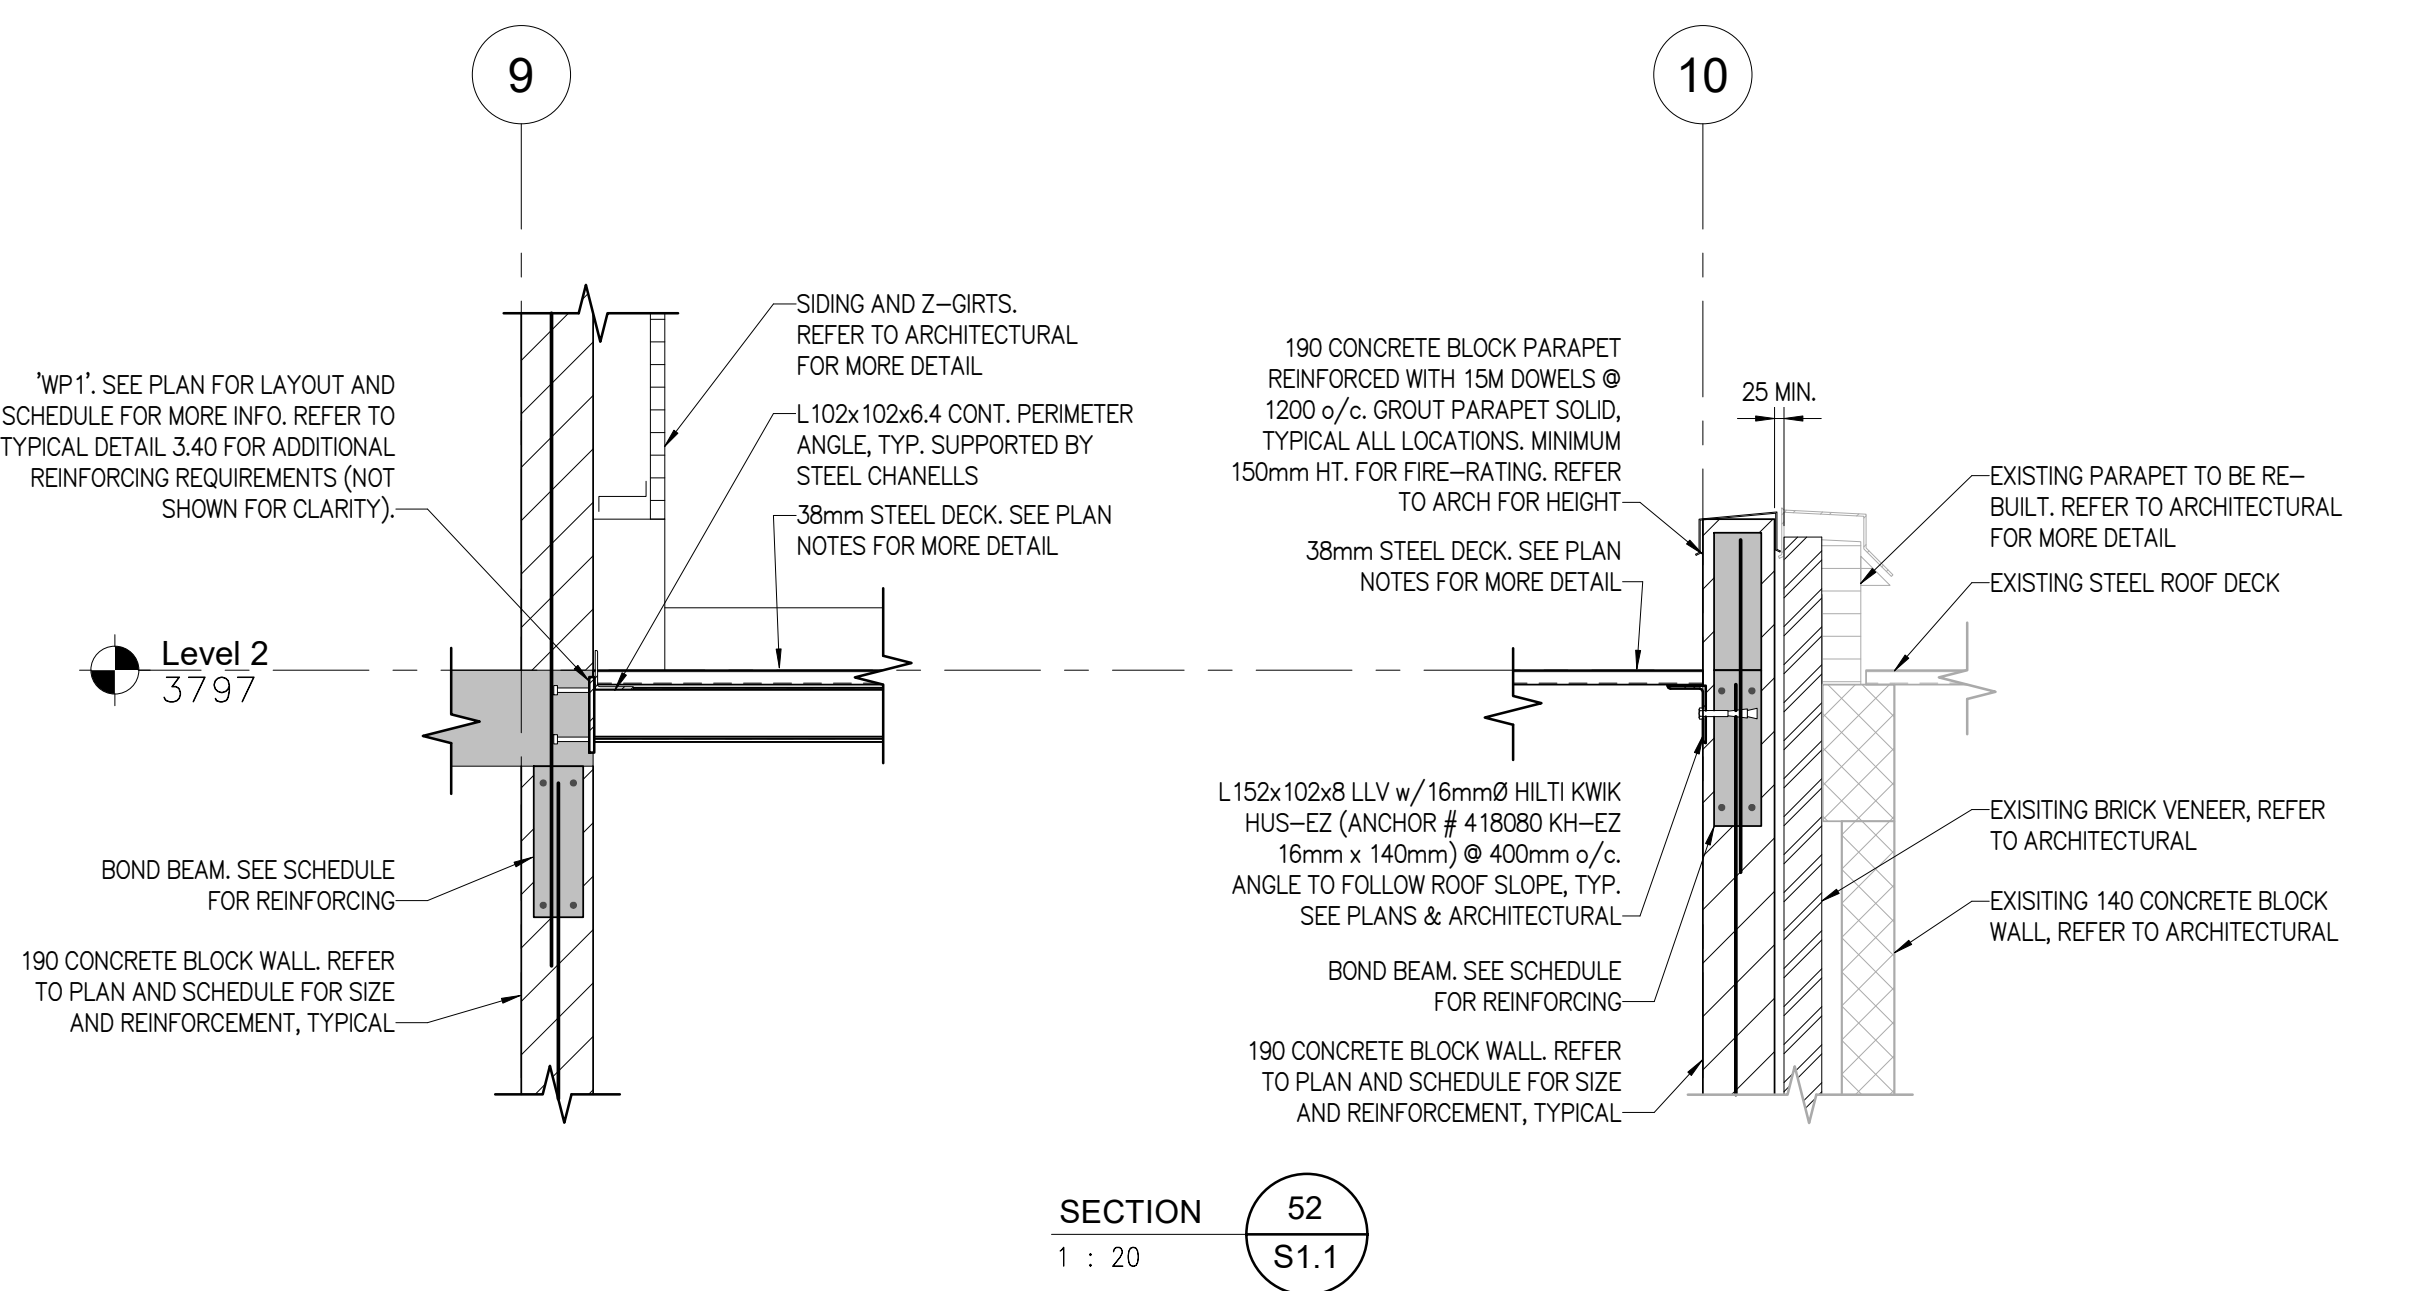 9
10
SIDING AND Z-GIRTS.
REFER TO ARCHITECTURAL
FOR MORE DETAIL
'WP1'. SEE PLAN FOR LAYOUT AND
SCHEDULE FOR MORE INFO. REFER TO
TYPICAL DETAIL 3.40 FOR ADDITIONAL
REINFORCING REQUIREMENTS (NOT
SHOWN FOR CLARITY).
L102x102x6.4 CONT. PERIMETER
ANGLE, TYP. SUPPORTED BY
STEEL CHANELLS
38mm STEEL DECK. SEE PLAN
NOTES FOR MORE DETAIL
Level 2
3797
BOND BEAM. SEE SCHEDULE
FOR REINFORCING
190 CONCRETE BLOCK WALL. REFER
TO PLAN AND SCHEDULE FOR SIZE
AND REINFORCEMENT, TYPICAL
190 CONCRETE BLOCK PARAPET
REINFORCED WITH 15M DOWELS @
1200 o/c. GROUT PARAPET SOLID,
TYPICAL ALL LOCATIONS. MINIMUM
150mm HT. FOR FIRE-RATING. REFER
TO ARCH FOR HEIGHT
25 MIN.
38mm STEEL DECK. SEE PLAN
NOTES FOR MORE DETAIL
EXISTING PARAPET TO BE RE-
BUILT. REFER TO ARCHITECTURAL
FOR MORE DETAIL
EXISTING STEEL ROOF DECK
L152x102x8 LLV w/16mmØ HILTI KWIK
HUS-EZ (ANCHOR # 418080 KH-EZ
16mm x 140mm) @ 400mm o/c.
ANGLE TO FOLLOW ROOF SLOPE, TYP.
SEE PLANS & ARCHITECTURAL
BOND BEAM. SEE SCHEDULE
FOR REINFORCING
190 CONCRETE BLOCK WALL. REFER
TO PLAN AND SCHEDULE FOR SIZE
AND REINFORCEMENT, TYPICAL
EXISITING BRICK VENEER, REFER
TO ARCHITECTURAL
EXISITING 140 CONCRETE BLOCK
WALL, REFER TO ARCHITECTURAL
SECTION
1 : 20
52
S1.1